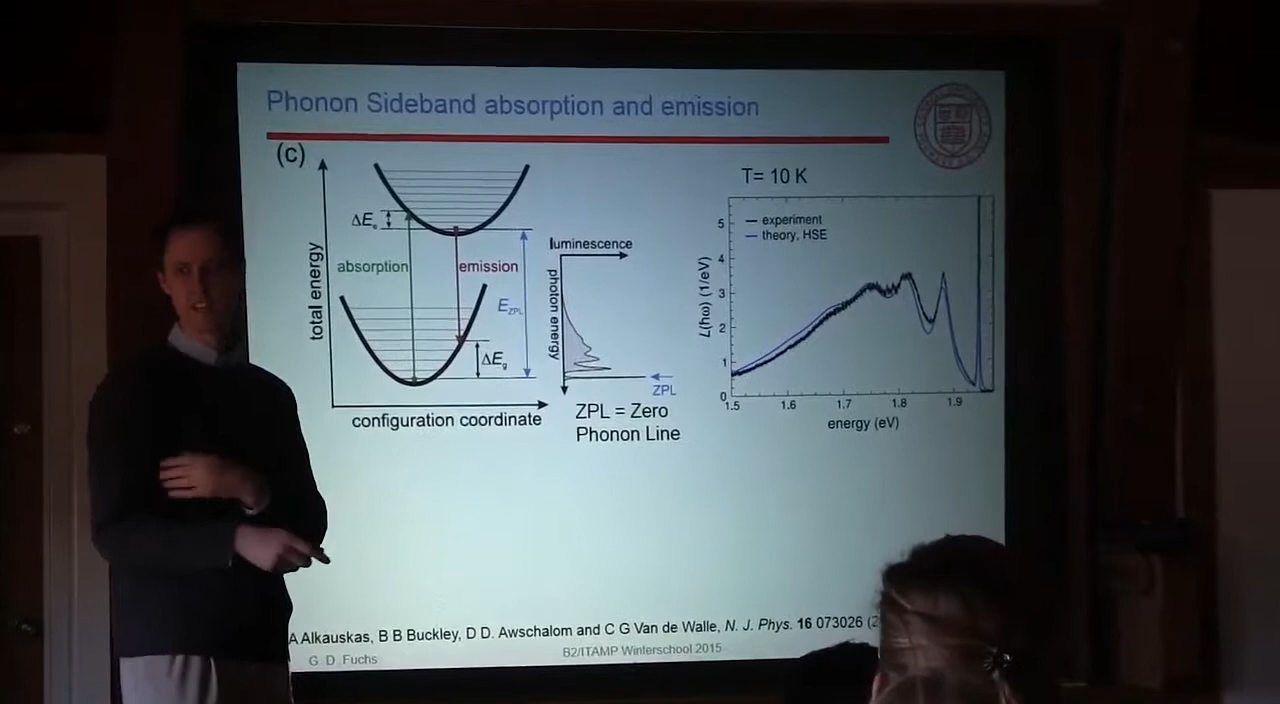 Phonon Sideband absorption and emission
(c)
total energy
ΔEe
absorption
emission
EZPL
ΔEg
configuration coordinate
luminescence
photon energy
ZPL
ZPL = Zero
Phonon Line
T= 10 K
experiment
theory, HSE
L(ħω) (1/eV)
5
4
3
2
1
0
1.5 1.6 1.7 1.8 1.9
energy (eV)
A Alkauskas, B B Buckley, D D. Awschalom and C G Van de Walle, N. J. Phys. 16 073026 (2
G. D. Fuchs
B2/ITAMP Winterschool 2015